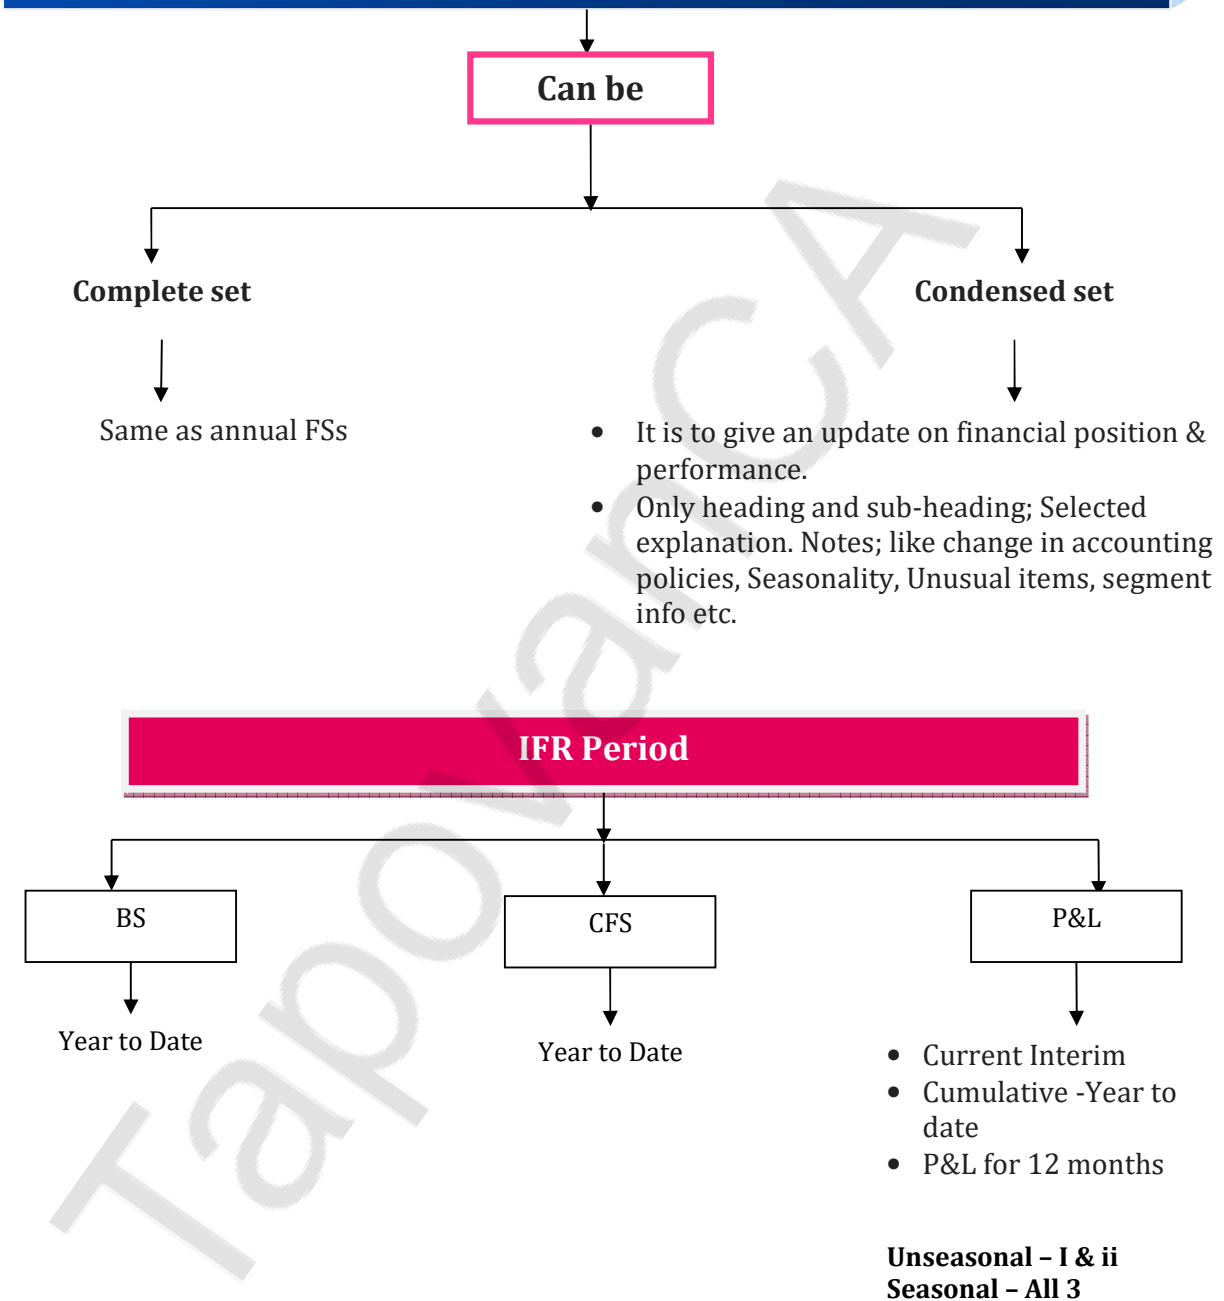 Can be
Complete set
Condensed set
Same as annual FSs
• It is to give an update on financial position &
performance.
• Only heading and sub-heading; Selected
explanation. Notes; like change in accounting
policies, Seasonality, Unusual items, segment
info etc.
IFR Period
BS
CFS
P&L
Year to Date
Year to Date
• Current Interim
• Cumulative -Year to
date
• P&L for 12 months
Unseasonal – I & ii
Seasonal – All 3
Tapovan CA